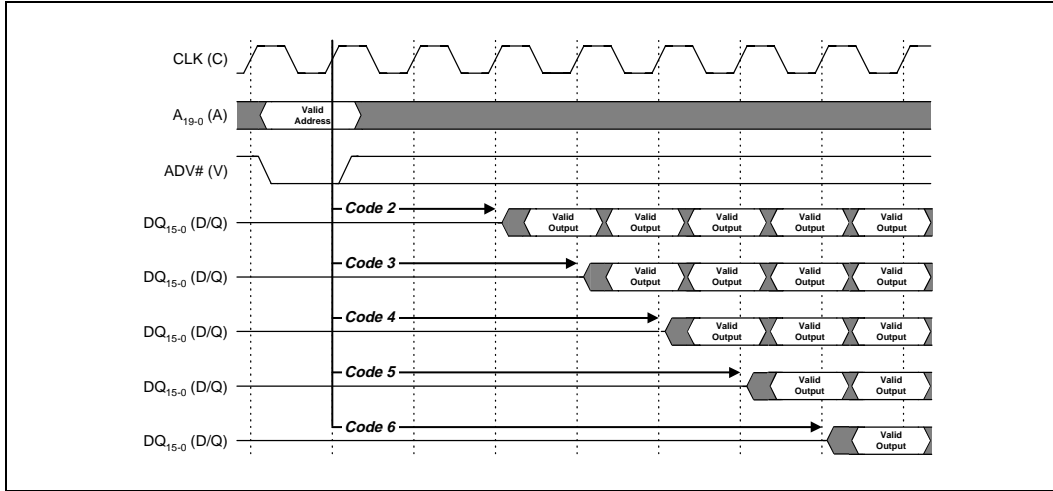 CLK (C)
A19-0 (A)
Valid
Address
ADV# (V)
Code 2
DQ15-0 (D/Q)
Valid
Output
Valid
Output
Valid
Output
Valid
Output
Valid
Output
Code 3
DQ15-0 (D/Q)
Valid
Output
Valid
Output
Valid
Output
Valid
Output
Code 4
DQ15-0 (D/Q)
Valid
Output
Valid
Output
Valid
Output
Code 5
DQ15-0 (D/Q)
Valid
Output
Valid
Output
Code 6
DQ15-0 (D/Q)
Valid
Output